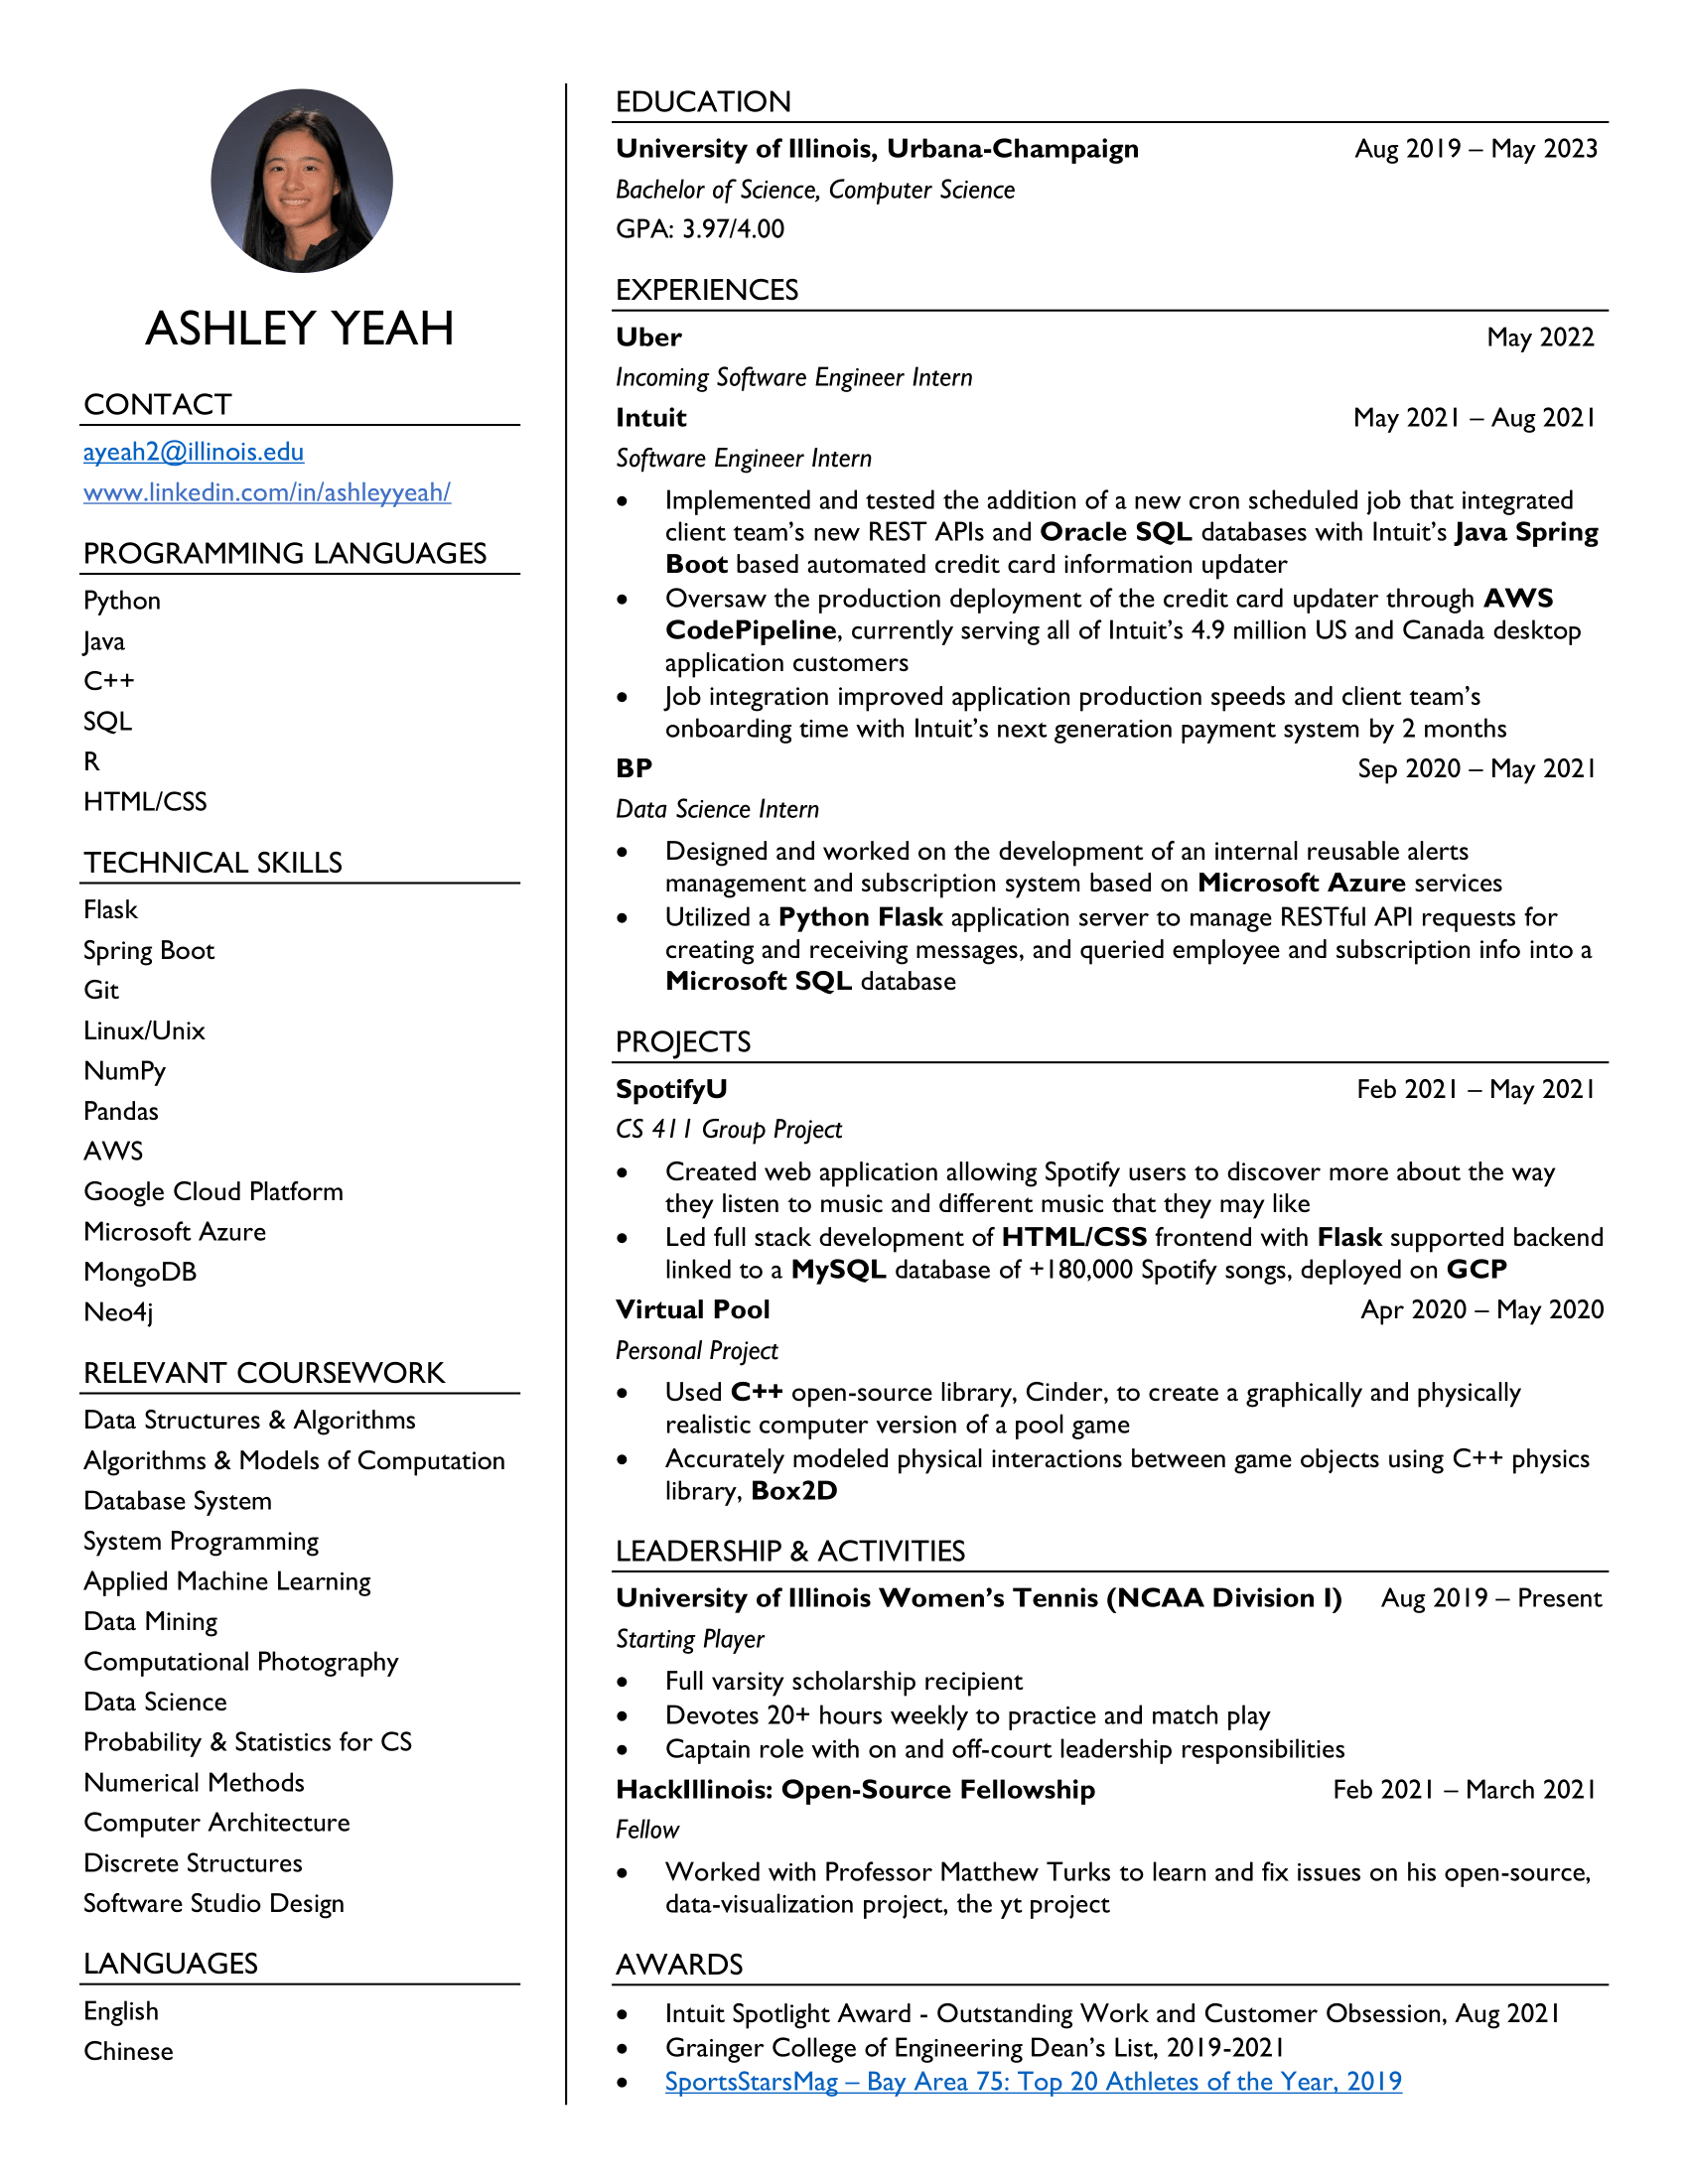 ASHLEY YEAH
CONTACT
ayeah2@illinois.edu
www.linkedin.com/in/ashleyyeah/
PROGRAMMING LANGUAGES
Python
Java
C++
SQL
R
HTML/CSS
TECHNICAL SKILLS
Flask
Spring Boot
Git
Linux/Unix
NumPy
Pandas
AWS
Google Cloud Platform
Microsoft Azure
MongoDB
Neo4j
RELEVANT COURSEWORK
Data Structures & Algorithms
Algorithms & Models of Computation
Database System
System Programming
Applied Machine Learning
Data Mining
Computational Photography
Data Science
Probability & Statistics for CS
Numerical Methods
Computer Architecture
Discrete Structures
Software Studio Design
LANGUAGES
English
Chinese
EDUCATION
University of Illinois, Urbana-Champaign Aug 2019 – May 2023
Bachelor of Science, Computer Science
GPA: 3.97/4.00
EXPERIENCES
Uber May 2022
Incoming Software Engineer Intern
Intuit May 2021 – Aug 2021
Software Engineer Intern
• Implemented and tested the addition of a new cron scheduled job that integrated
client team's new REST APIs and Oracle SQL databases with Intuit's Java Spring
Boot based automated credit card information updater
• Oversaw the production deployment of the credit card updater through AWS
CodePipeline, currently serving all of Intuit's 4.9 million US and Canada desktop
application customers
• Job integration improved application production speeds and client team's
onboarding time with Intuit's next generation payment system by 2 months
BP Sep 2020 – May 2021
Data Science Intern
• Designed and worked on the development of an internal reusable alerts
management and subscription system based on Microsoft Azure services
• Utilized a Python Flask application server to manage RESTful API requests for
creating and receiving messages, and queried employee and subscription info into a
Microsoft SQL database
PROJECTS
SpotifyU Feb 2021 – May 2021
CS 411 Group Project
• Created web application allowing Spotify users to discover more about the way
they listen to music and different music that they may like
• Led full stack development of HTML/CSS frontend with Flask supported backend
linked to a MySQL database of +180,000 Spotify songs, deployed on GCP
Virtual Pool Apr 2020 – May 2020
Personal Project
• Used C++ open-source library, Cinder, to create a graphically and physically
realistic computer version of a pool game
• Accurately modeled physical interactions between game objects using C++ physics
library, Box2D
LEADERSHIP & ACTIVITIES
University of Illinois Women's Tennis (NCAA Division I) Aug 2019 – Present
Starting Player
• Full varsity scholarship recipient
• Devotes 20+ hours weekly to practice and match play
• Captain role with on and off-court leadership responsibilities
HackIllinois: Open-Source Fellowship Feb 2021 – March 2021
Fellow
• Worked with Professor Matthew Turks to learn and fix issues on his open-source,
data-visualization project, the yt project
AWARDS
• Intuit Spotlight Award - Outstanding Work and Customer Obsession, Aug 2021
• Grainger College of Engineering Dean's List, 2019-2021
• SportsStarsMag – Bay Area 75: Top 20 Athletes of the Year, 2019